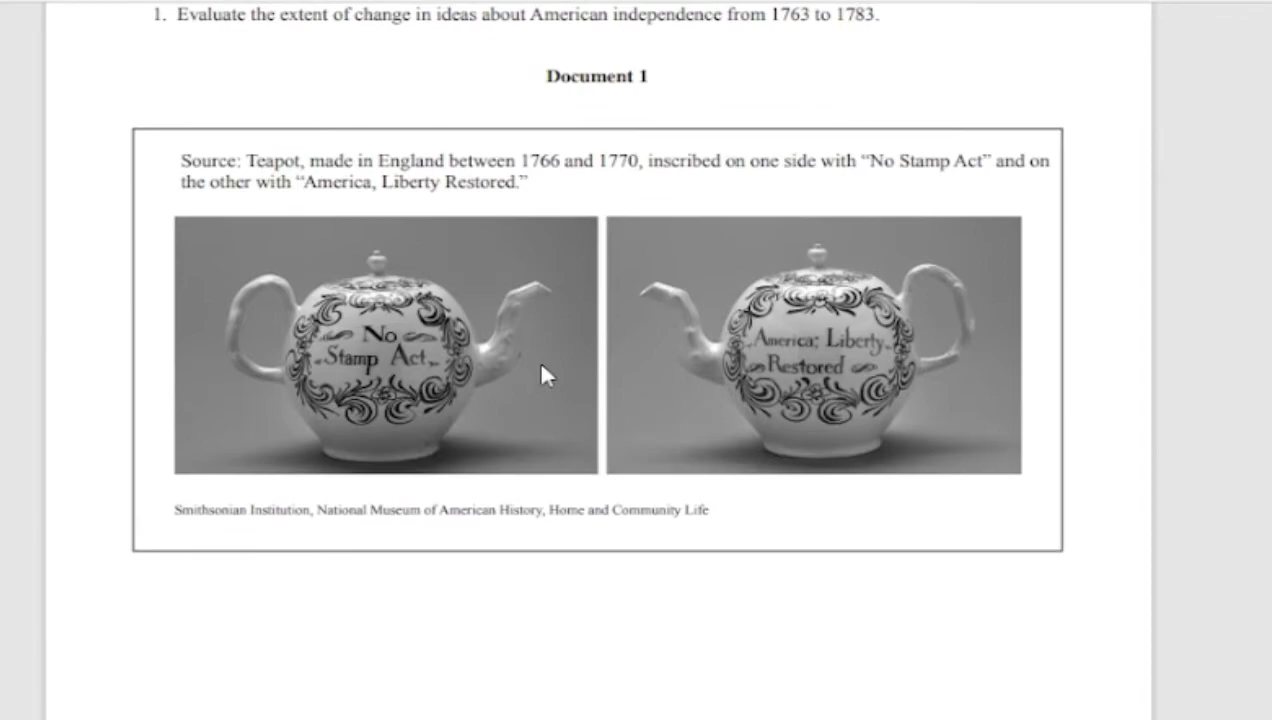 1. Evaluate the extent of change in ideas about American independence from 1763 to 1783.
Document 1
Source: Teapot, made in England between 1766 and 1770, inscribed on one side with “No Stamp Act” and on
the other with “America, Liberty Restored.”
No
Stamp Act
America; Liberty
Restored
Smithsonian Institution, National Museum of American History, Home and Community Life